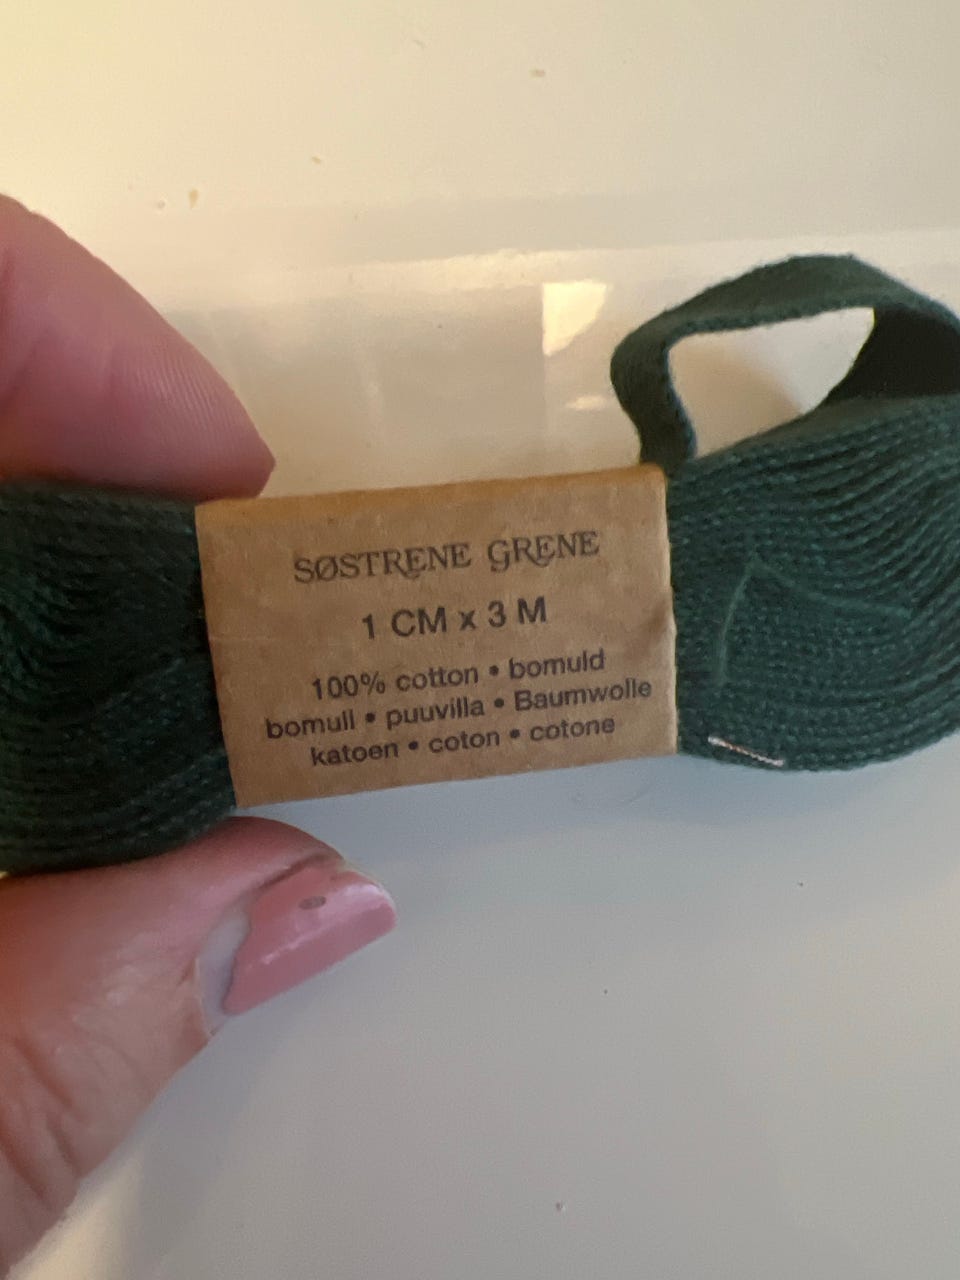 SØSTRENE GRENE
1 CM x 3 M
100% cotton • bomuld
bomull • puuvilla • Baumwolle
katoen • coton • cotone